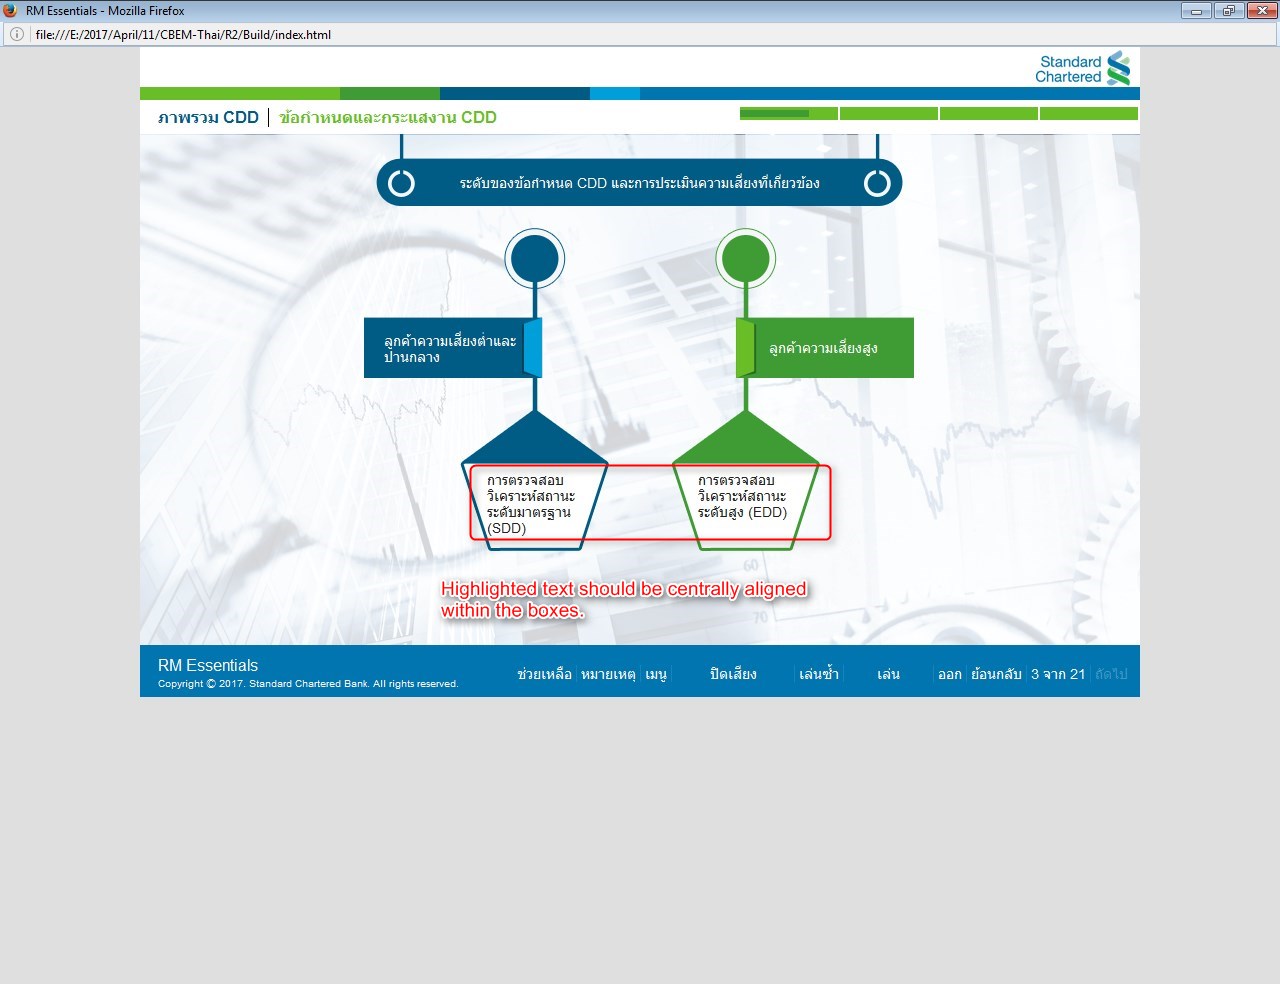 RM Essentials - Mozilla Firefox
file:///E:/2017/April/11/CBEM-Thai/R2/Build/index.html
Standard
Chartered
ภาพรวม CDD | ข้อกำหนดและกระแสงาน CDD
ระดับของข้อกำหนด CDD และการประเมินความเสี่ยงที่เกี่ยวข้อง
ลูกค้าความเสี่ยงต่ำและ
ปานกลาง
ลูกค้าความเสี่ยงสูง
การตรวจสอบ
วิเคราะห์สถานะ
ระดับมาตรฐาน
(SDD)
การตรวจสอบ
วิเคราะห์สถานะ
ระดับสูง (EDD)
Highlighted text should be centrally aligned
within the boxes.
60
70
RM Essentials
Copyright © 2017. Standard Chartered Bank. All rights reserved.
ช่วยเหลือ หมายเหตุ เมนู ปิดเสียง เล่นซ้ำ เล่น ออก ย้อนกลับ 3 จาก 21 ถัดไป